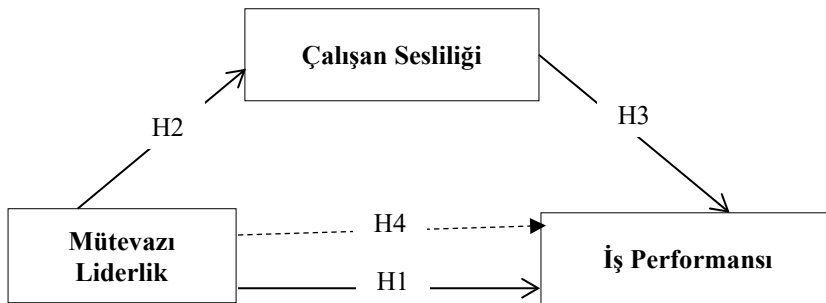 Çalışan Sesliliği
H2
H3
Mütevazı
Liderlik
H4
İş Performansı
H1